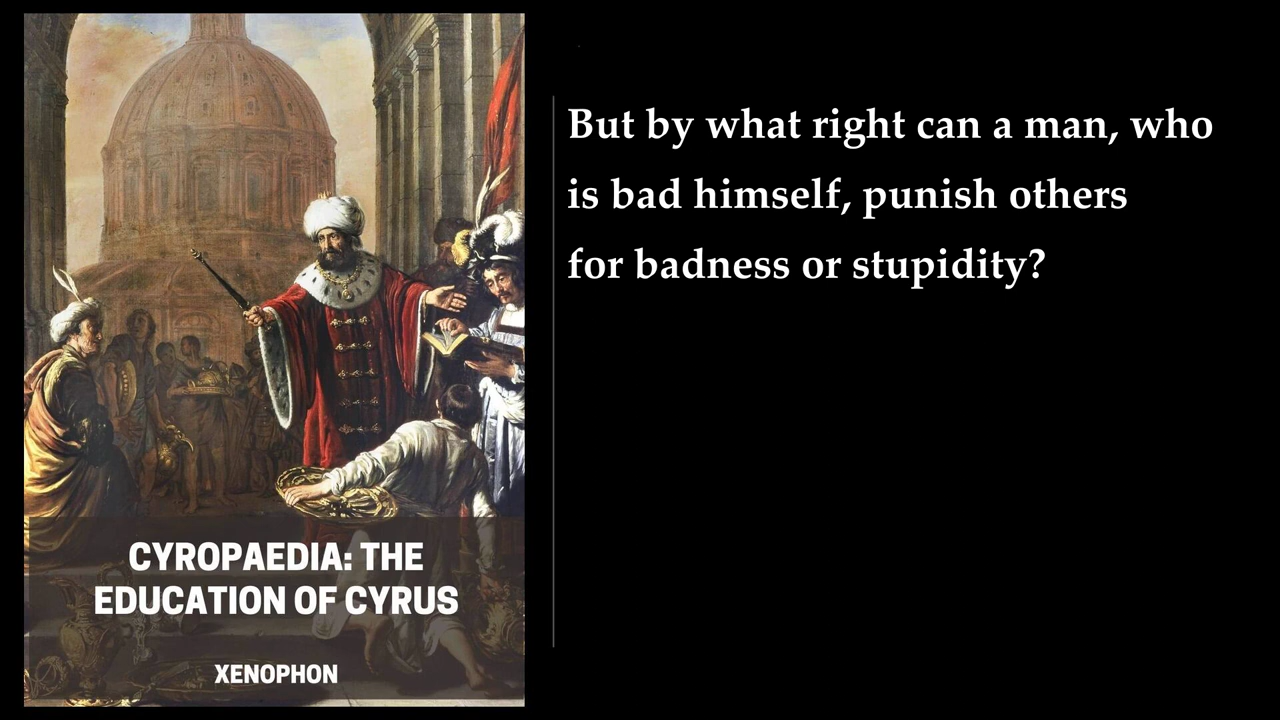 But by what right can a man, who
is bad himself, punish others
for badness or stupidity?
CYROPAEDIA: THE
EDUCATION OF CYRUS
XENOPHON